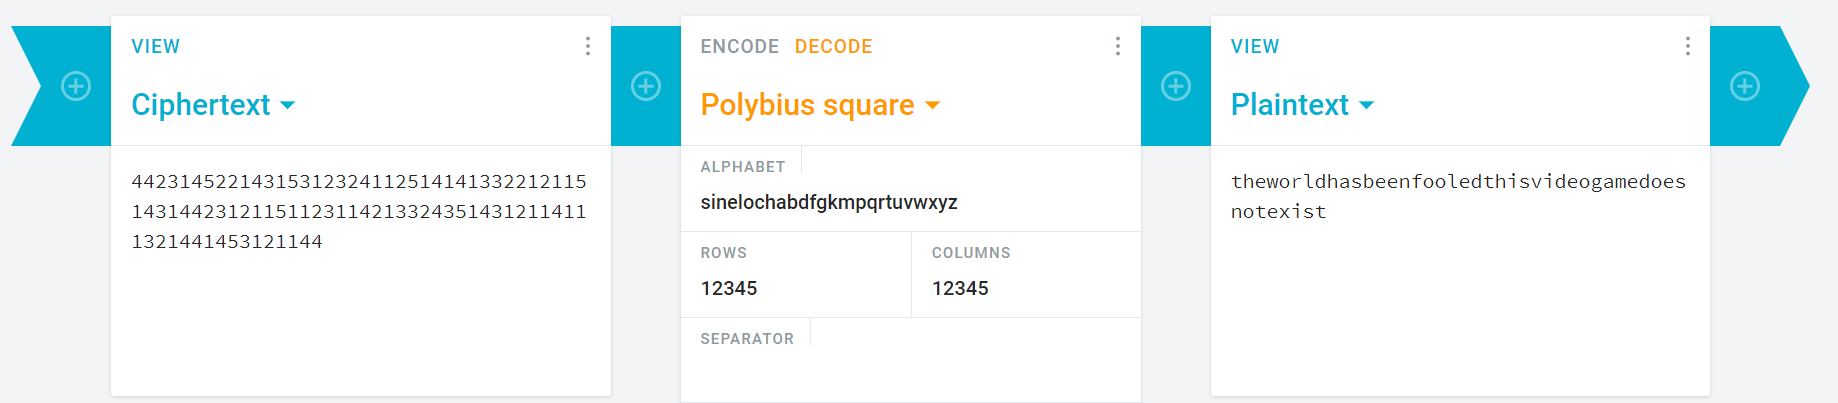 VIEW
Ciphertext
44231452214315312324112514141332212115
14314423121151123114213324351431211411
1321441453121144
ENCODE DECODE
Polybius square
ALPHABET
sinelochabdfgkmpqrtuvwxyz
ROWS
12345
COLUMNS
12345
SEPARATOR
VIEW
Plaintext
theworldhasbeenfooledthisvideogamedoes
notexist